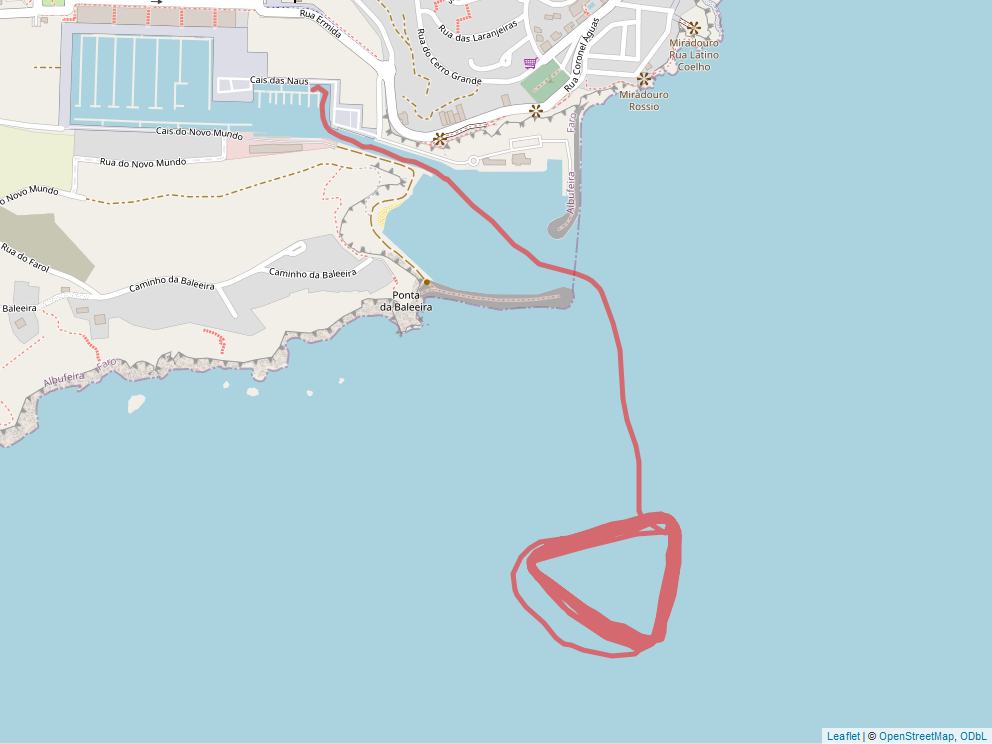 Rua Ermida
Rua das Laranjeiras
Rua do Cerro Grande
Rua Coronel Águas
Miradouro
Rua Latino
Coelho
Miradouro
Rossio
Cais das Naus
Cais do Novo Mundo
Faro
Albufeira
Rua do Novo Mundo
o Novo Mundo
Rua do Farol
Caminho da Baleeira
Caminho da Baleeira
Baleeira
Ponta
da Baleeira
Albufeira
Faro
Leaflet | © OpenStreetMap, ODbL